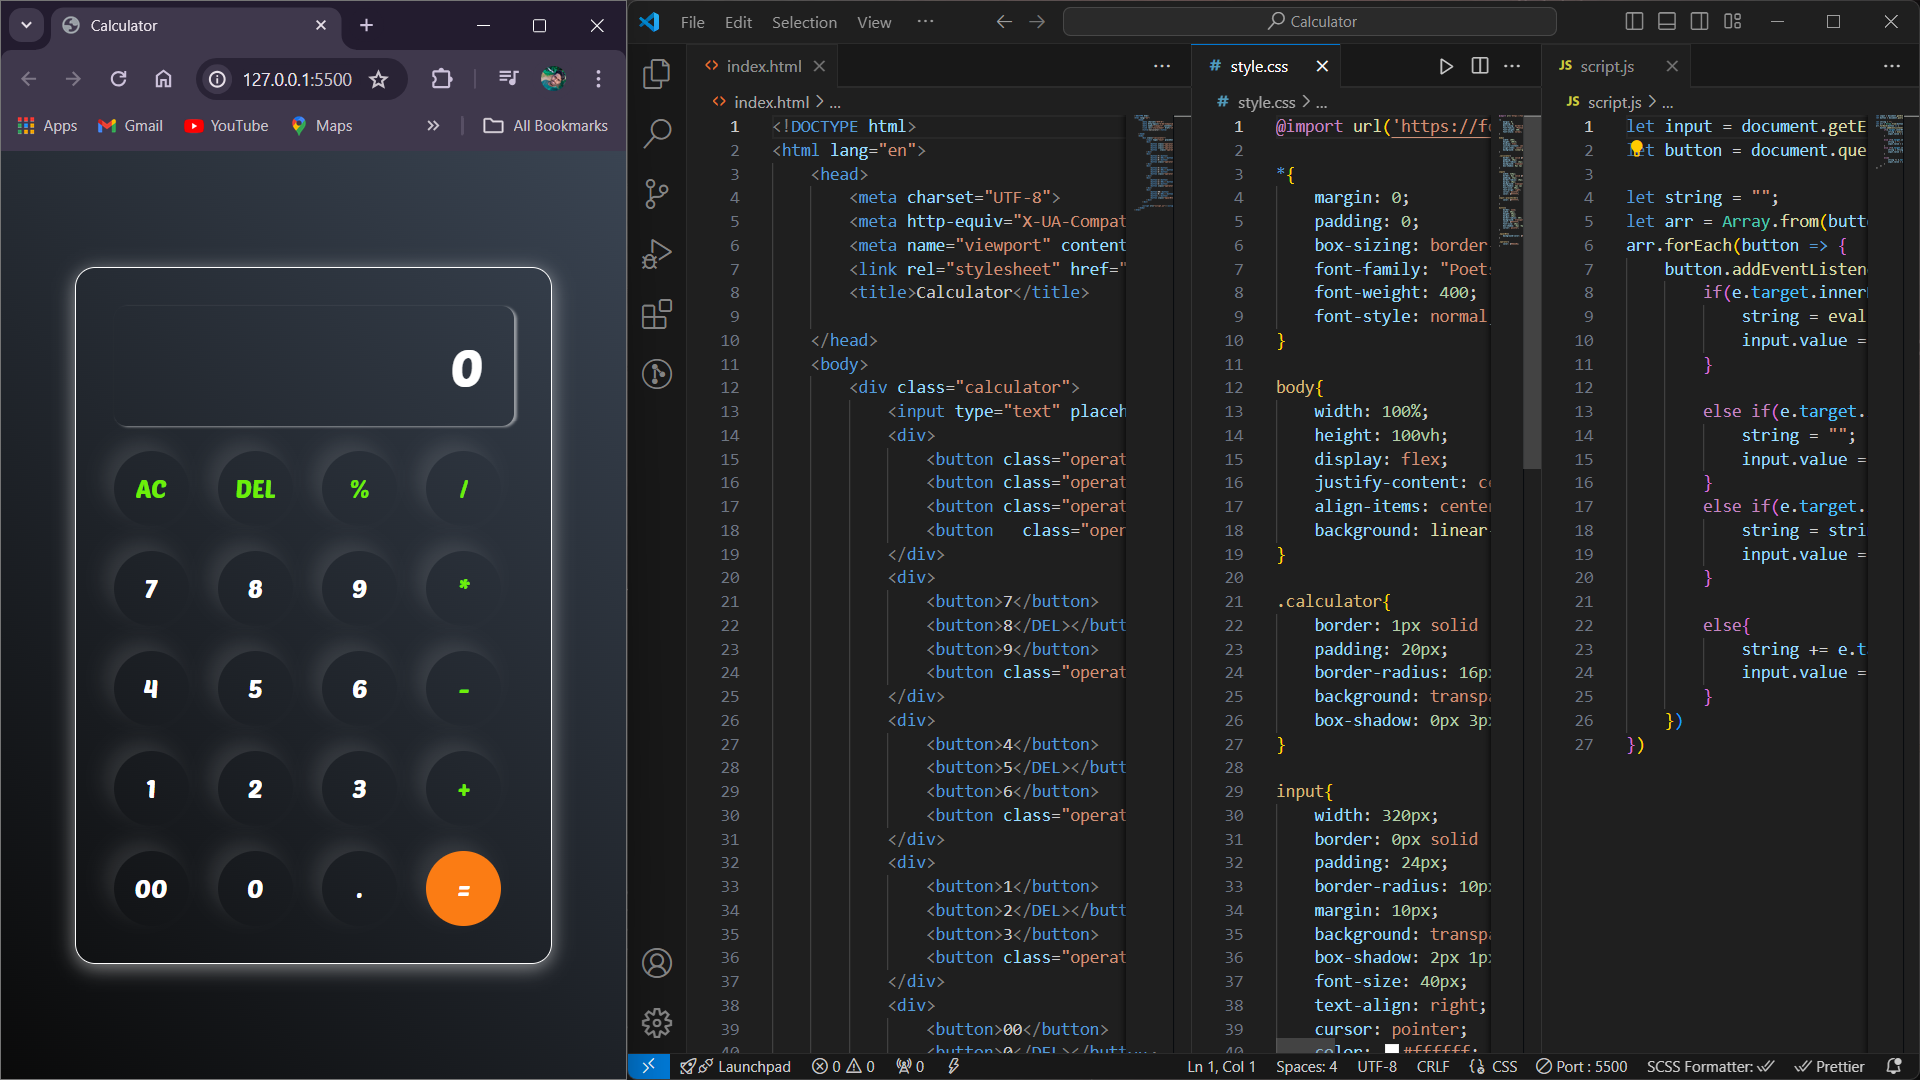 Calculator
127.0.0.1:5500
Apps
Gmail
YouTube
Maps
All Bookmarks
0
AC DEL % /
7 8 9 *
4 5 6 -
1 2 3 +
00 0 . =
File Edit Selection View ...
Calculator
index.html
index.html > ...
1 <!DOCTYPE html>
2 <html lang="en">
3 <head>
4 <meta charset="UTF-8">
5 <meta http-equiv="X-UA-Compat
6 <meta name="viewport" content
7 <link rel="stylesheet" href="
8 <title>Calculator</title>
9
10 </head>
11 <body>
12 <div class="calculator">
13 <input type="text" placeh
14 <div>
15 <button class="operat
16 <button class="operat
17 <button class="operat
18 <button class="oper
19 </div>
20 <div>
21 <button>7</button>
22 <button>8</DEL></butt
23 <button>9</button>
24 <button class="operat
25 </div>
26 <div>
27 <button>4</button>
28 <button>5</DEL></butt
29 <button>6</button>
30 <button class="operat
31 </div>
32 <div>
33 <button>1</button>
34 <button>2</DEL></butt
35 <button>3</button>
36 <button class="operat
37 </div>
38 <div>
39 <button>00</button>
40 <button>0</DEL></button>
# style.css
# style.css > ...
1 @import url('https://fo
2
3 *{
4 margin: 0;
5 padding: 0;
6 box-sizing: border-
7 font-family: "Poets
8 font-weight: 400;
9 font-style: normal;
10 }
11
12 body{
13 width: 100%;
14 height: 100vh;
15 display: flex;
16 justify-content: ce
17 align-items: center
18 background: linear-
19 }
20
21 .calculator{
22 border: 1px solid
23 padding: 20px;
24 border-radius: 16px
25 background: transpa
26 box-shadow: 0px 3px
27 }
28
29 input{
30 width: 320px;
31 border: 0px solid
32 padding: 24px;
33 border-radius: 10px
34 margin: 10px;
35 background: transpa
36 box-shadow: 2px 1px
37 font-size: 40px;
38 text-align: right;
39 cursor: pointer;
40 color: #ffffff;
JS script.js
JS script.js > ...
1 let input = document.getE
2 let button = document.que
3
4 let string = "";
5 let arr = Array.from(butto
6 arr.forEach(button => {
7 button.addEventListene
8 if(e.target.innerH
9 string = eval
10 input.value =
11 }
12
13 else if(e.target.
14 string = "";
15 input.value =
16 }
17 else if(e.target.
18 string = stri
19 input.value =
20 }
21
22 else{
23 string += e.t
24 input.value =
25 }
26 })
27 })
Launchpad 0 0 0
Ln 1, Col 1 Spaces: 4 UTF-8 CRLF {} CSS Port : 5500 SCSS Formatter: Prettier